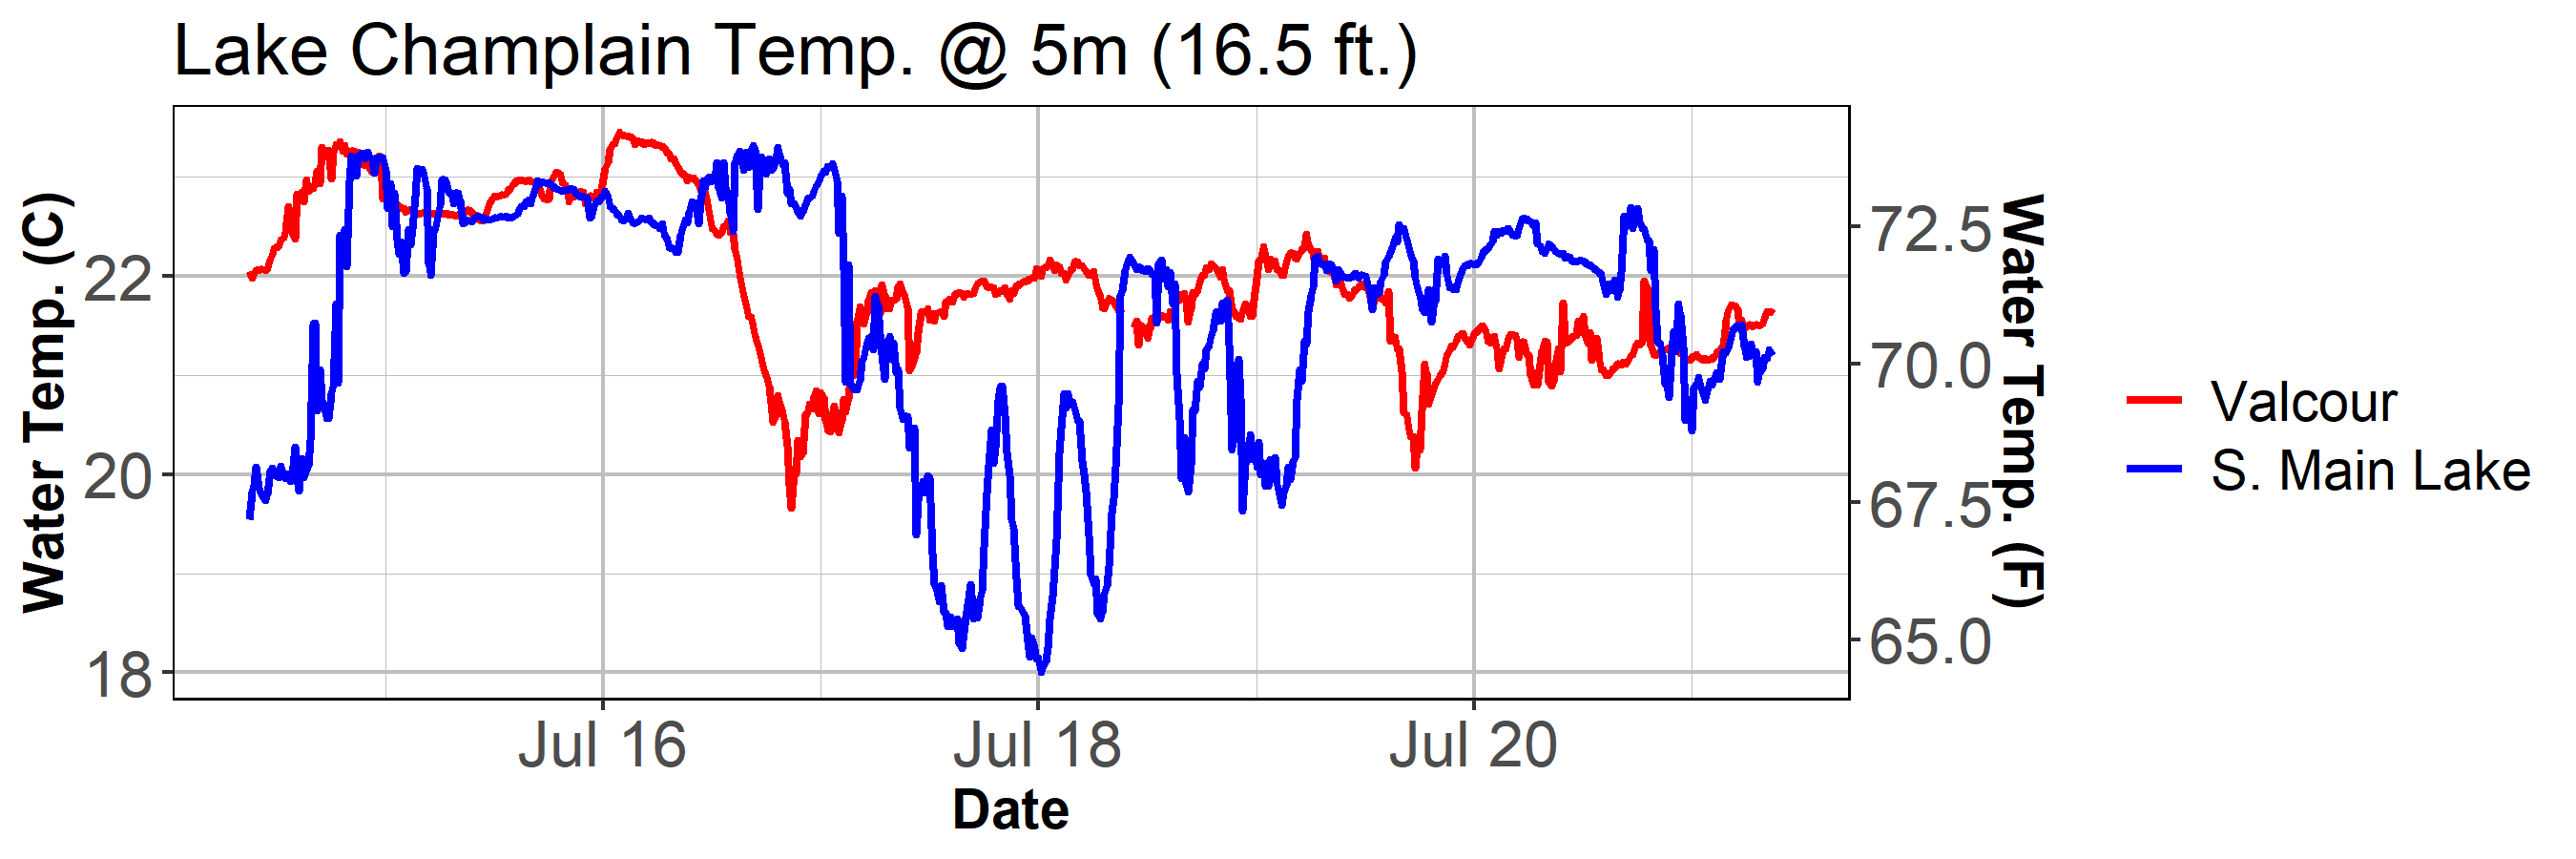 Lake Champlain Temp. @ 5m (16.5 ft.)
Water Temp. (C)
22
20
18
72.5
70.0
67.5
65.0
Water Temp. (F)
Jul 16
Jul 18
Jul 20
Date
Valcour
S. Main Lake